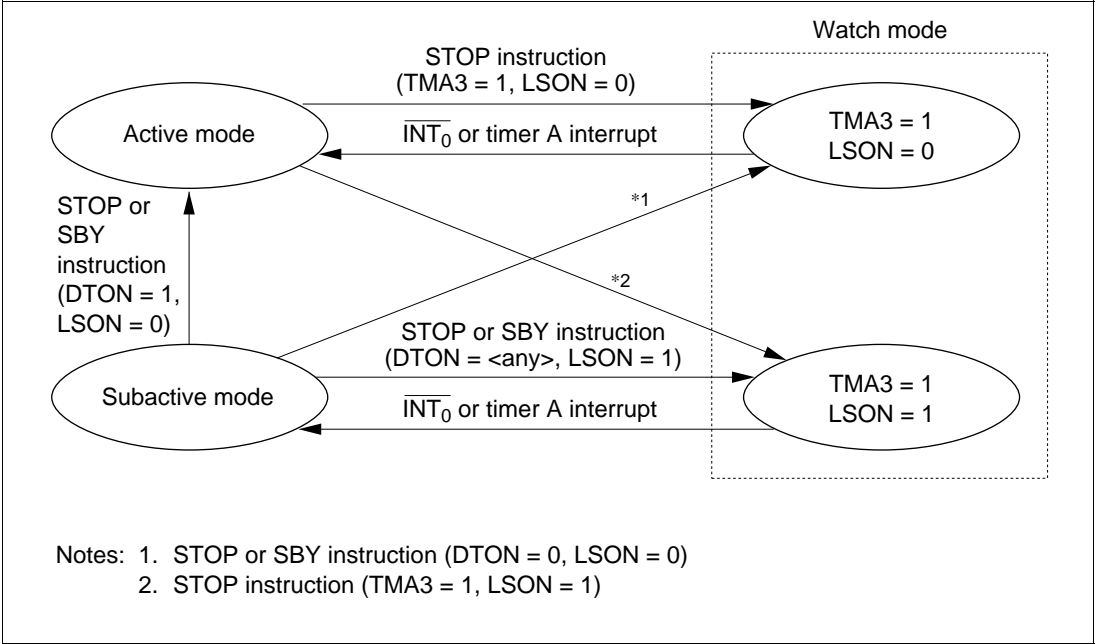 Watch mode
STOP instruction
(TMA3 = 1, LSON = 0)
Active mode
INT₀ or timer A interrupt
TMA3 = 1
LSON = 0
STOP or
SBY
instruction
(DTON = 1,
LSON = 0)
*1
*2
STOP or SBY instruction
(DTON = <any>, LSON = 1)
Subactive mode
INT₀ or timer A interrupt
TMA3 = 1
LSON = 1
Notes: 1. STOP or SBY instruction (DTON = 0, LSON = 0)
2. STOP instruction (TMA3 = 1, LSON = 1)